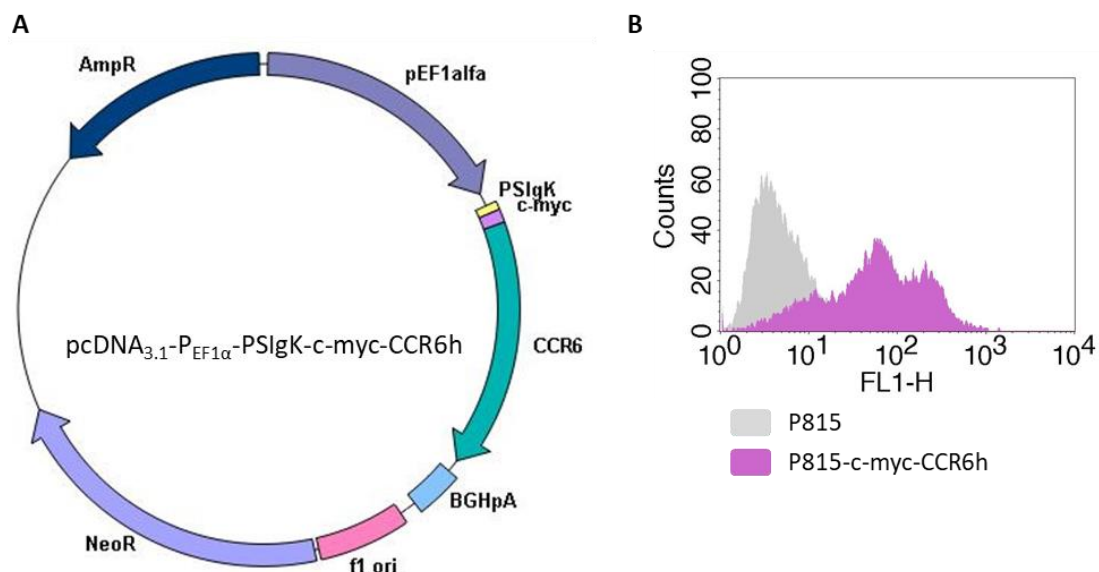 A
AmpR
pEF1alfa
PSIgK
c-myc
pcDNA3.1-PEF1α-PSIgK-c-myc-CCR6h
CCR6
BGHpA
f1 ori
NeoR
B
100
80
60
40
20
0
Counts
10^0 10^1 10^2 10^3 10^4
FL1-H
P815
P815-c-myc-CCR6h